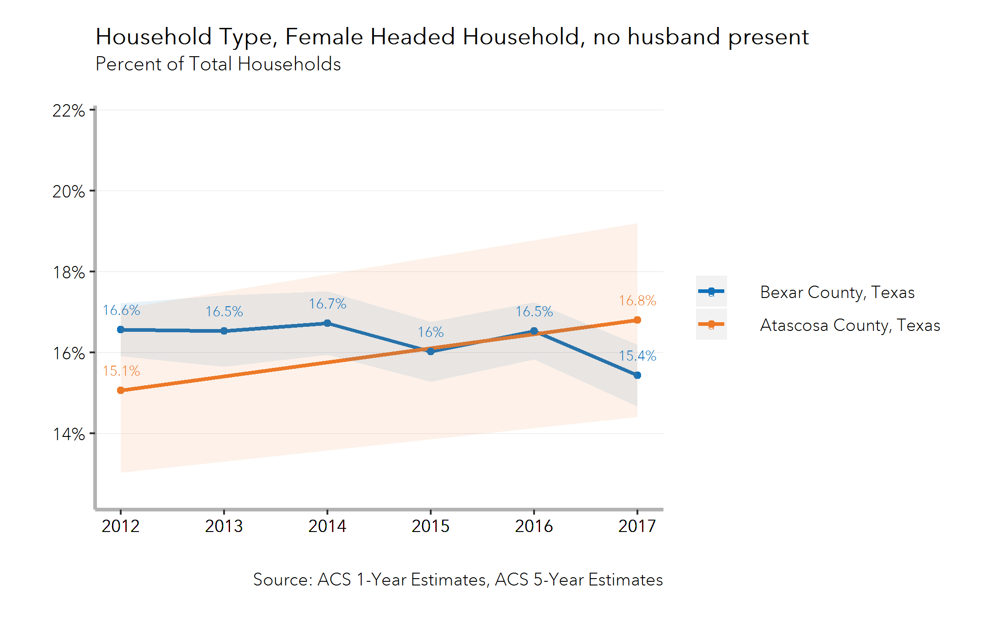 Household Type, Female Headed Household, no husband present
Percent of Total Households
22%
20%
18%
16%
14%
16.6%
16.5%
16.7%
16%
16.5%
15.4%
15.1%
16.8%
2012 2013 2014 2015 2016 2017
a Bexar County, Texas
a Atascosa County, Texas
Source: ACS 1-Year Estimates, ACS 5-Year Estimates